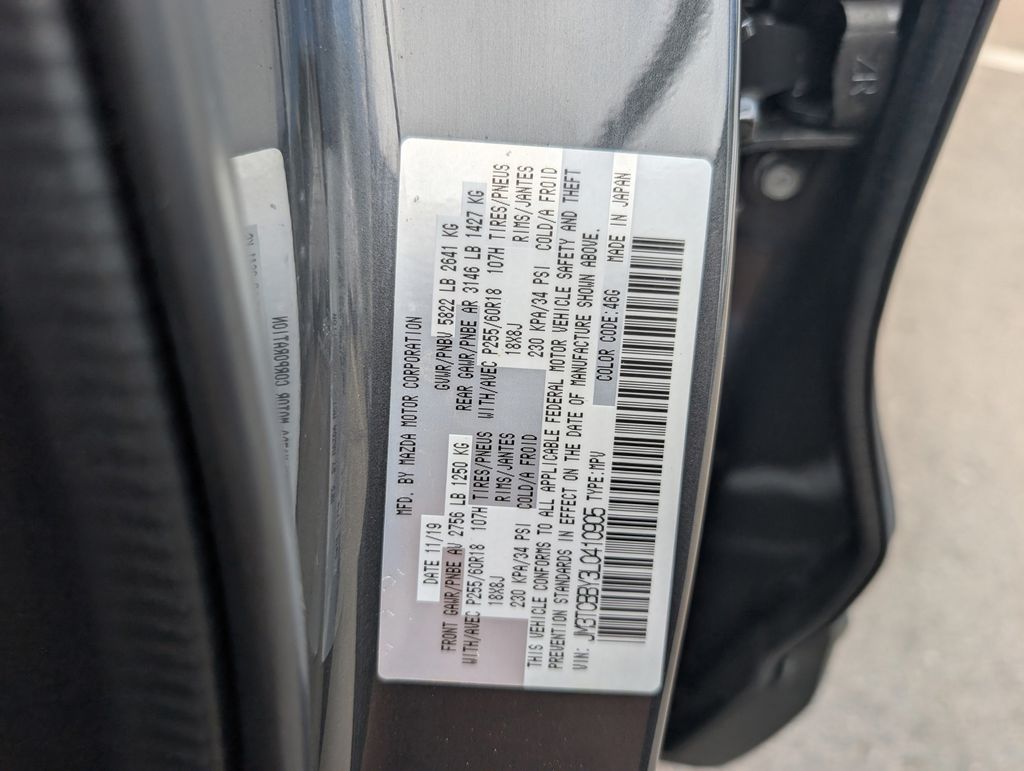 MFD. BY MAZDA MOTOR CORPORATION
DATE 11/19 GVWR/PNBV 5822 LB 2641 KG
FRONT GAWR/PNBE AV 2756 LB 1250 KG REAR GAWR/PNBE AR 3146 LB 1427 KG
WITH/AVEC P255/60R18 107H TIRES/PNEUS WITH/AVEC P255/60R18 107H TIRES/PNEUS
18X8J RIMS/JANTES 18X8J RIMS/JANTES
230 KPA/34 PSI COLD/A FROID 230 KPA/34 PSI COLD/A FROID
THIS VEHICLE CONFORMS TO ALL APPLICABLE FEDERAL MOTOR VEHICLE SAFETY AND THEFT
PREVENTION STANDARDS IN EFFECT ON THE DATE OF MANUFACTURE SHOWN ABOVE.
VIN: JM3TCBBY3L0410905 TYPE:MPV COLOR CODE:46G MADE IN JAPAN
MOTOR CORPORATION
ZR